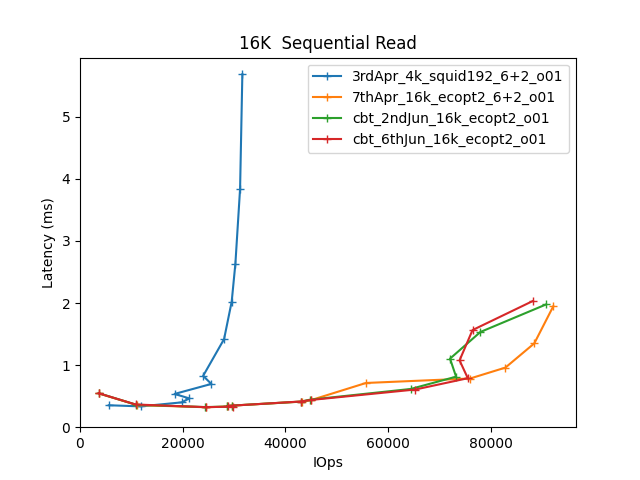 16K  Sequential Read
3rdApr_4k_squid192_6+2_o01
7thApr_16k_ecopt2_6+2_o01
cbt_2ndJun_16k_ecopt2_o01
cbt_6thJun_16k_ecopt2_o01
Latency (ms)
5
4
3
2
1
0
0 20000 40000 60000 80000
IOps